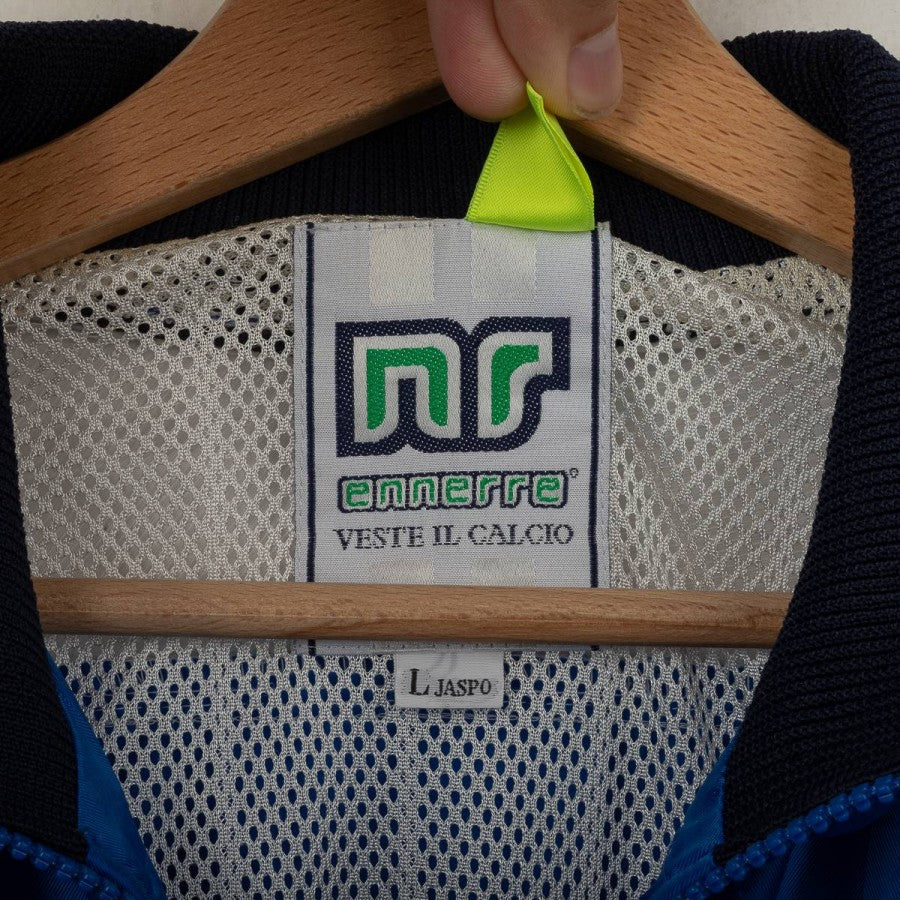 nr
ennerre®
VESTE IL CALCIO
L JASPO